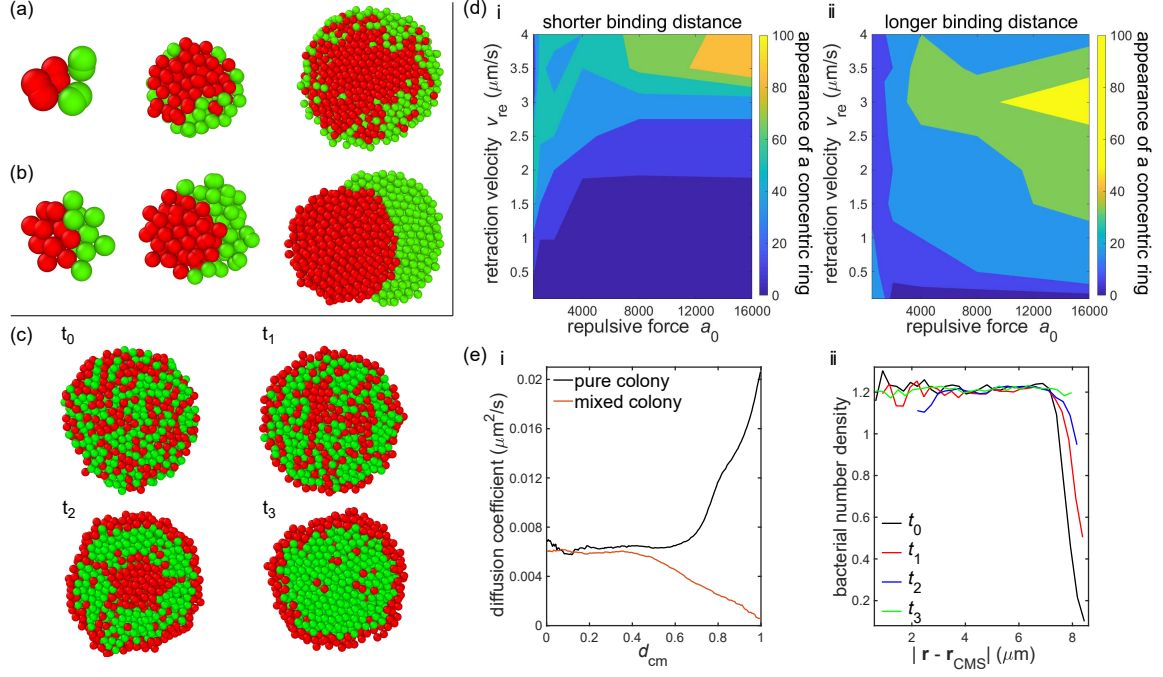 (a)
(b)
(c)
t0
t1
t2
t3
(d)
i
shorter binding distance
retraction velocity vre (μm/s)
4
3.5
3
2.5
2
1.5
1
0.5
4000 8000 12000 16000
repulsive force a0
100
80
60
40
20
0
appearance of a concentric ring
ii
longer binding distance
retraction velocity vre (μm/s)
4
3.5
3
2.5
2
1.5
1
0.5
4000 8000 12000 16000
repulsive force a0
100
80
60
40
20
0
appearance of a concentric ring
(e)
i
pure colony
mixed colony
diffusion coefficient (μm²/s)
0.02
0.016
0.012
0.008
0.004
0
0 0.2 0.4 0.6 0.8 1
dcm
ii
bacterial number density
1.2
1
0.8
0.6
0.4
0.2
t0
t1
t2
t3
2 4 6 8
| r - rCMS| (μm)